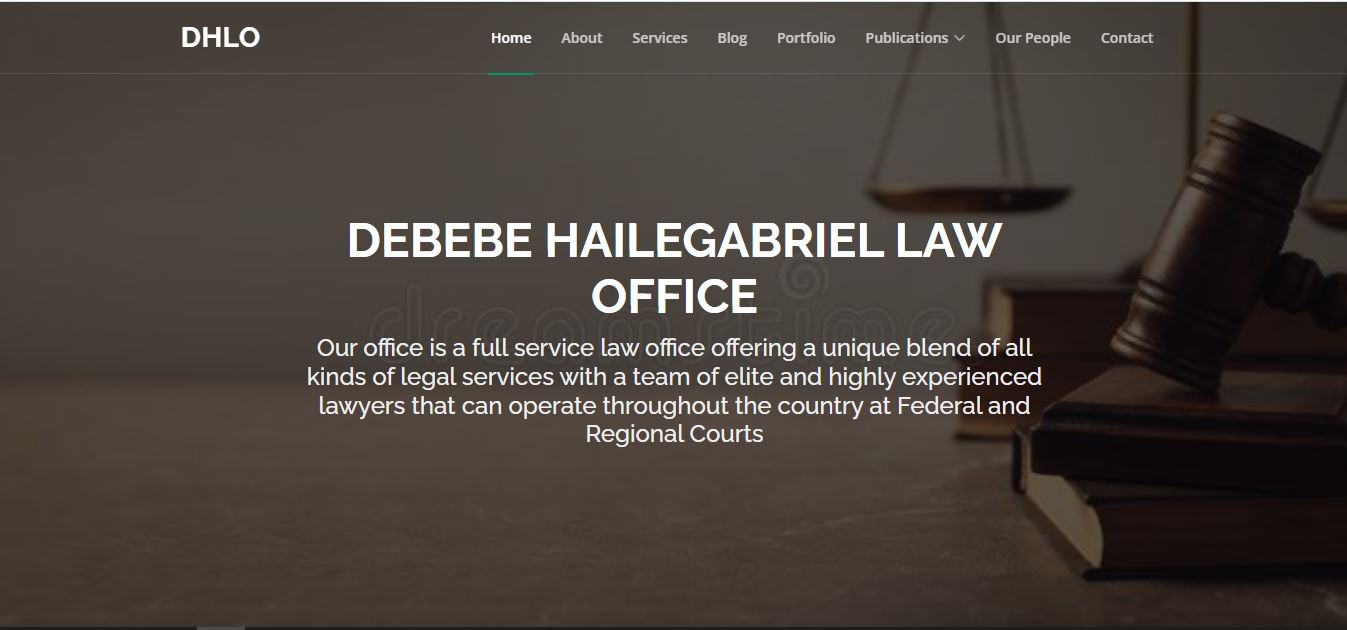 DHLO
Home About Services Blog Portfolio Publications Our People Contact
DEBEBE HAILEGABRIEL LAW
OFFICE
dreamstime
Our office is a full service law office offering a unique blend of all
kinds of legal services with a team of elite and highly experienced
lawyers that can operate throughout the country at Federal and
Regional Courts